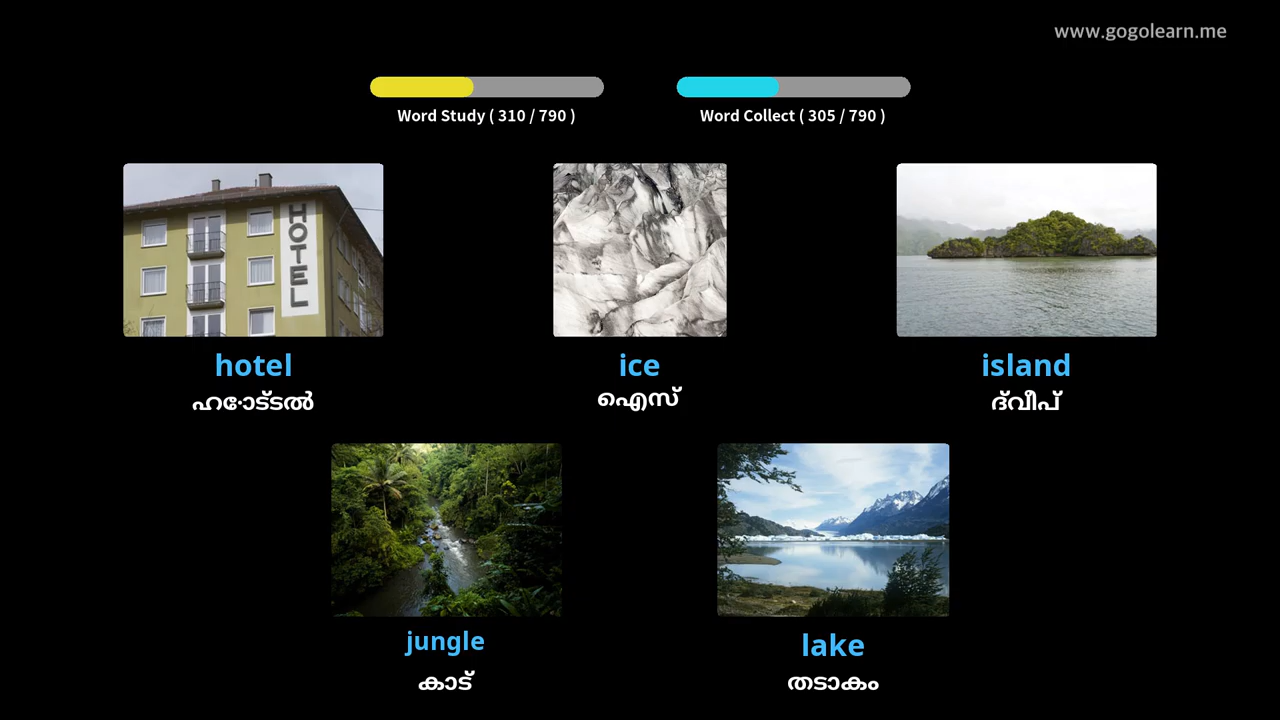 www.gogolearn.me
Word Study ( 310 / 790 )
Word Collect ( 305 / 790 )
HOTEL
hotel
ice
island
ഹോട്ടൽ
ഐസ്
ദ്വീപ്
jungle
lake
കാട്
തടാകം